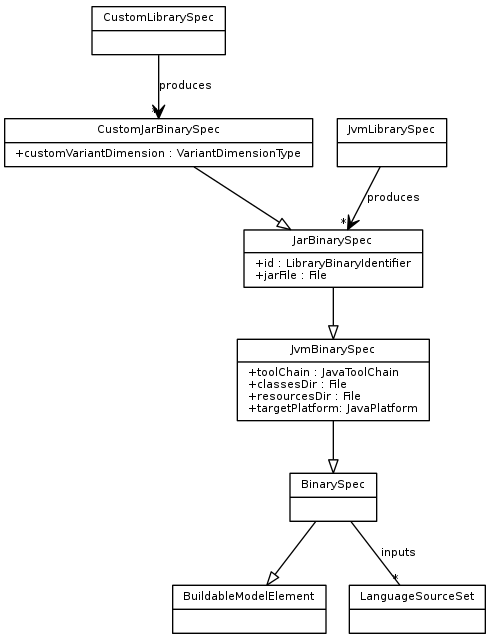 CustomLibrarySpec
produces
*
CustomJarBinarySpec
+customVariantDimension : VariantDimensionType
JvmLibrarySpec
produces
*
JarBinarySpec
+id : LibraryBinaryIdentifier
+jarFile : File
JvmBinarySpec
+toolChain : JavaToolChain
+classesDir : File
+resourcesDir : File
+targetPlatform: JavaPlatform
BinarySpec
inputs
*
BuildableModelElement
LanguageSourceSet